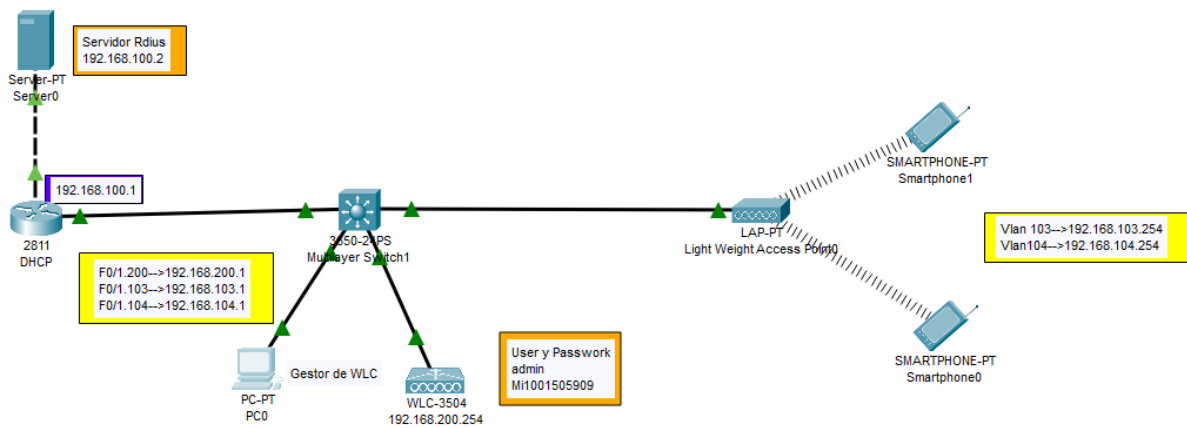 Servidor Rdius
192.168.100.2
Server-PT
Server0
192.168.100.1
2811
DHCP
F0/1.200-->192.168.200.1
F0/1.103-->192.168.103.1
F0/1.104-->192.168.104.1
3650-24PS
Multilayer Switch1
PC-PT
PC0
Gestor de WLC
WLC-3504
192.168.200.254
User y Passwork
admin
Mi1001505909
LAP-PT
Light Weight Access Point0
SMARTPHONE-PT
Smartphone1
Vlan 103-->192.168.103.254
Vlan104-->192.168.104.254
SMARTPHONE-PT
Smartphone0